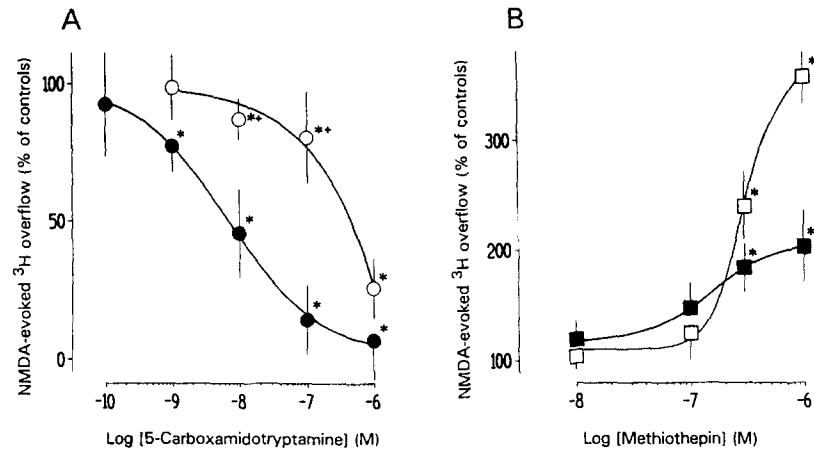 A
NMDA-evoked ³H overflow (% of controls)
100
50
0
*
*+
*+
*
*
*
*
-10 -9 -8 -7 -6
Log [5-Carboxamidotryptamine] (M)
B
NMDA-evoked ³H overflow (% of controls)
300
200
100
*
*
*
*
-8 -7 -6
Log [Methiothepin] (M)